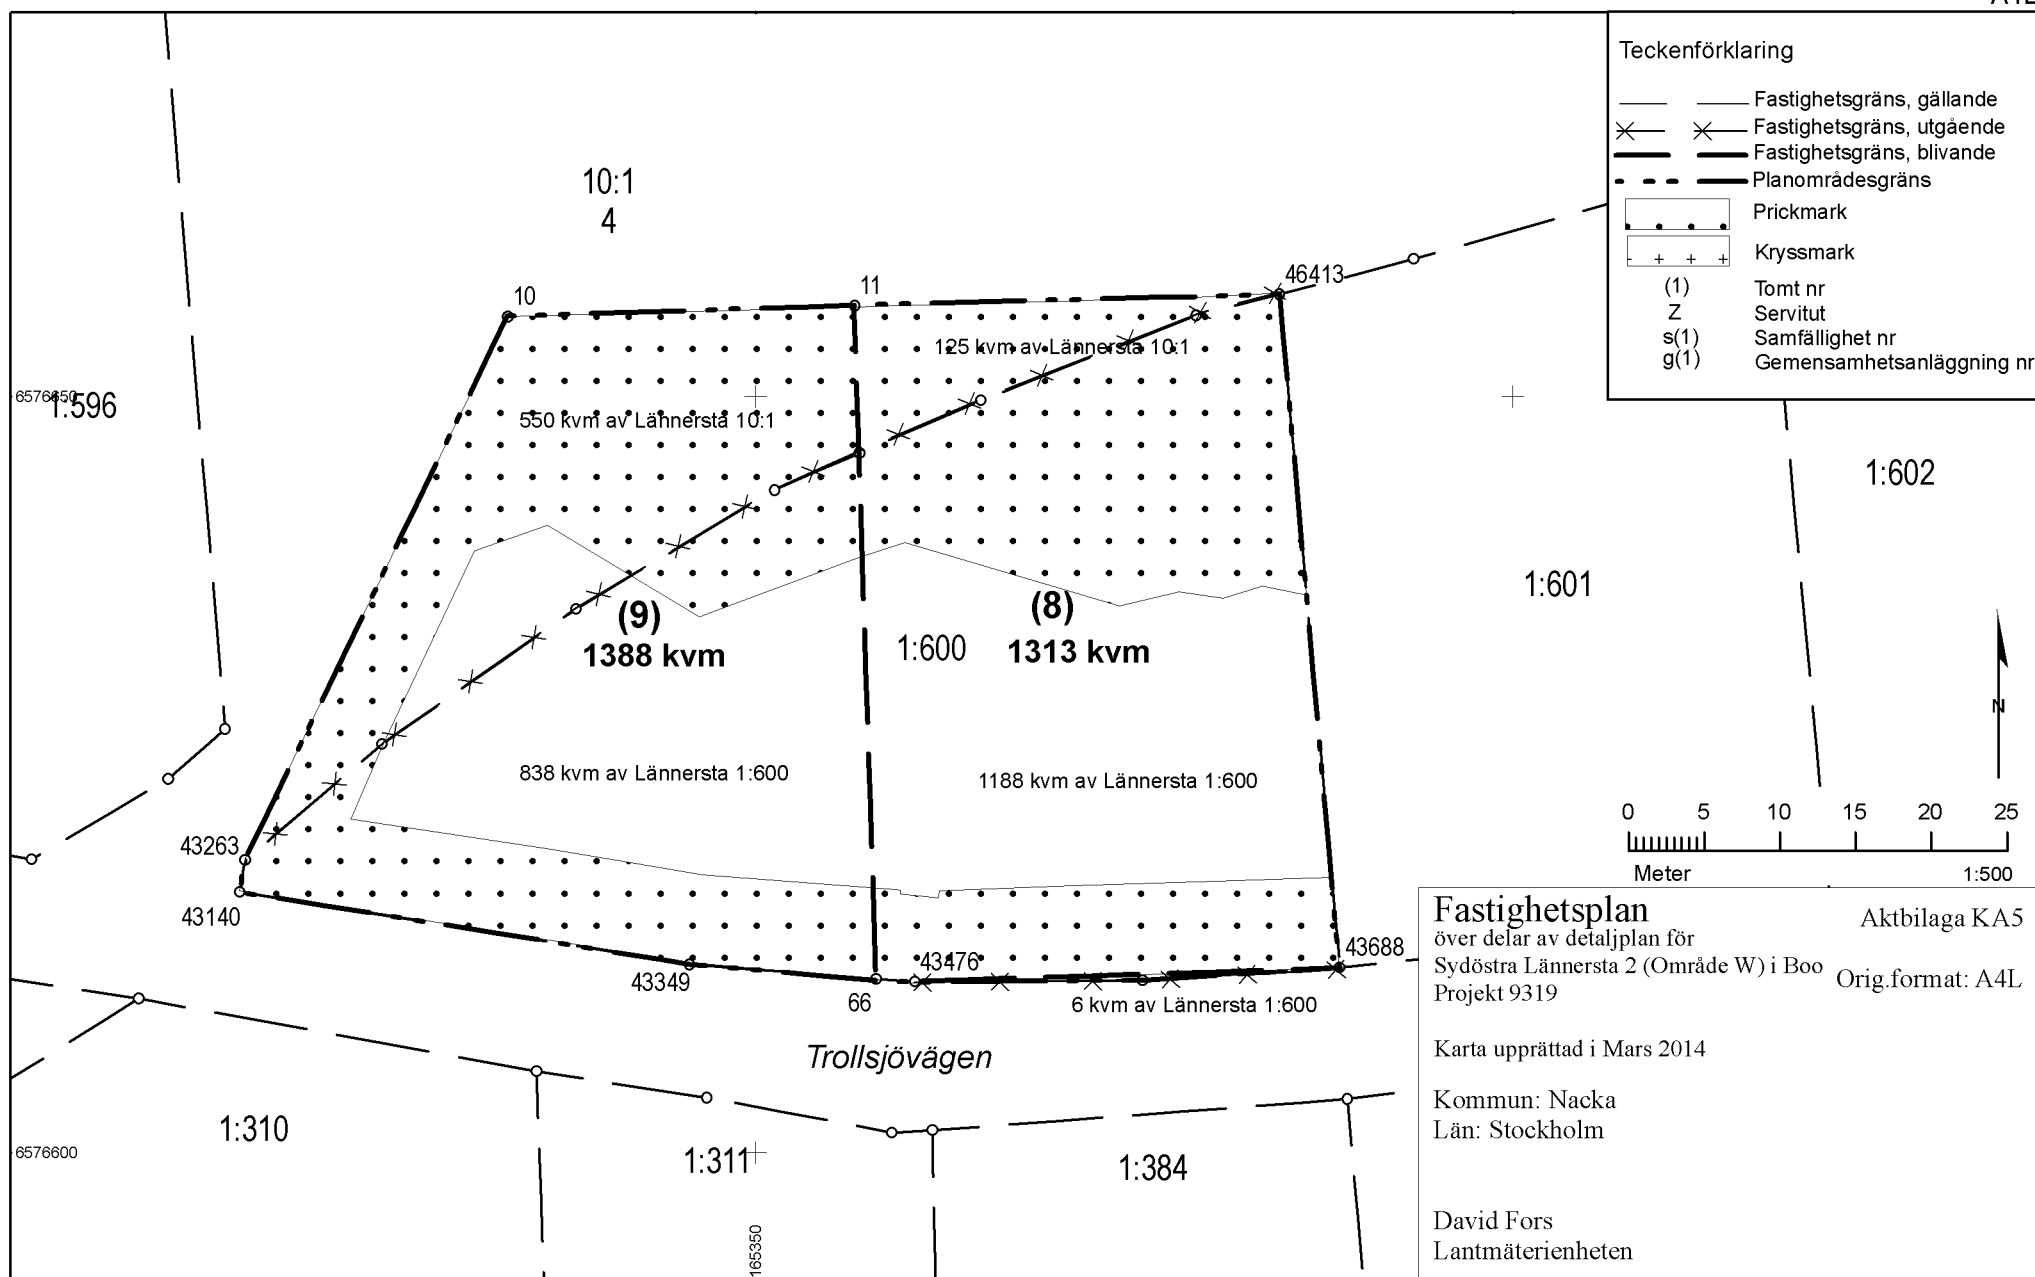 Teckenförklaring
Fastighetsgräns, gällande
Fastighetsgräns, utgående
Fastighetsgräns, blivande
Planområdesgräns
Prickmark
Kryssmark
(1) Tomt nr
Z Servitut
s(1) Samfällighet nr
g(1) Gemensamhetsanläggning nr
10:1
4
10
11
46413
125 kvm av Lännersta 10:1
6576650
1:596
550 kvm av Lännersta 10:1
1:602
1:601
(9)
1388 kvm
1:600
(8)
1313 kvm
N
838 kvm av Lännersta 1:600
1188 kvm av Lännersta 1:600
0 5 10 15 20 25
Meter 1:500
43263
43140
43349
66
43476
43688
6 kvm av Lännersta 1:600
Trollsjövägen
1:310
1:311
1:384
6576600
165350
Fastighetsplan
Aktbilaga KA5
över delar av detaljplan för
Sydöstra Lännersta 2 (Område W) i Boo
Orig.format: A4L
Projekt 9319
Karta upprättad i Mars 2014
Kommun: Nacka
Län: Stockholm
David Fors
Lantmäterienheten